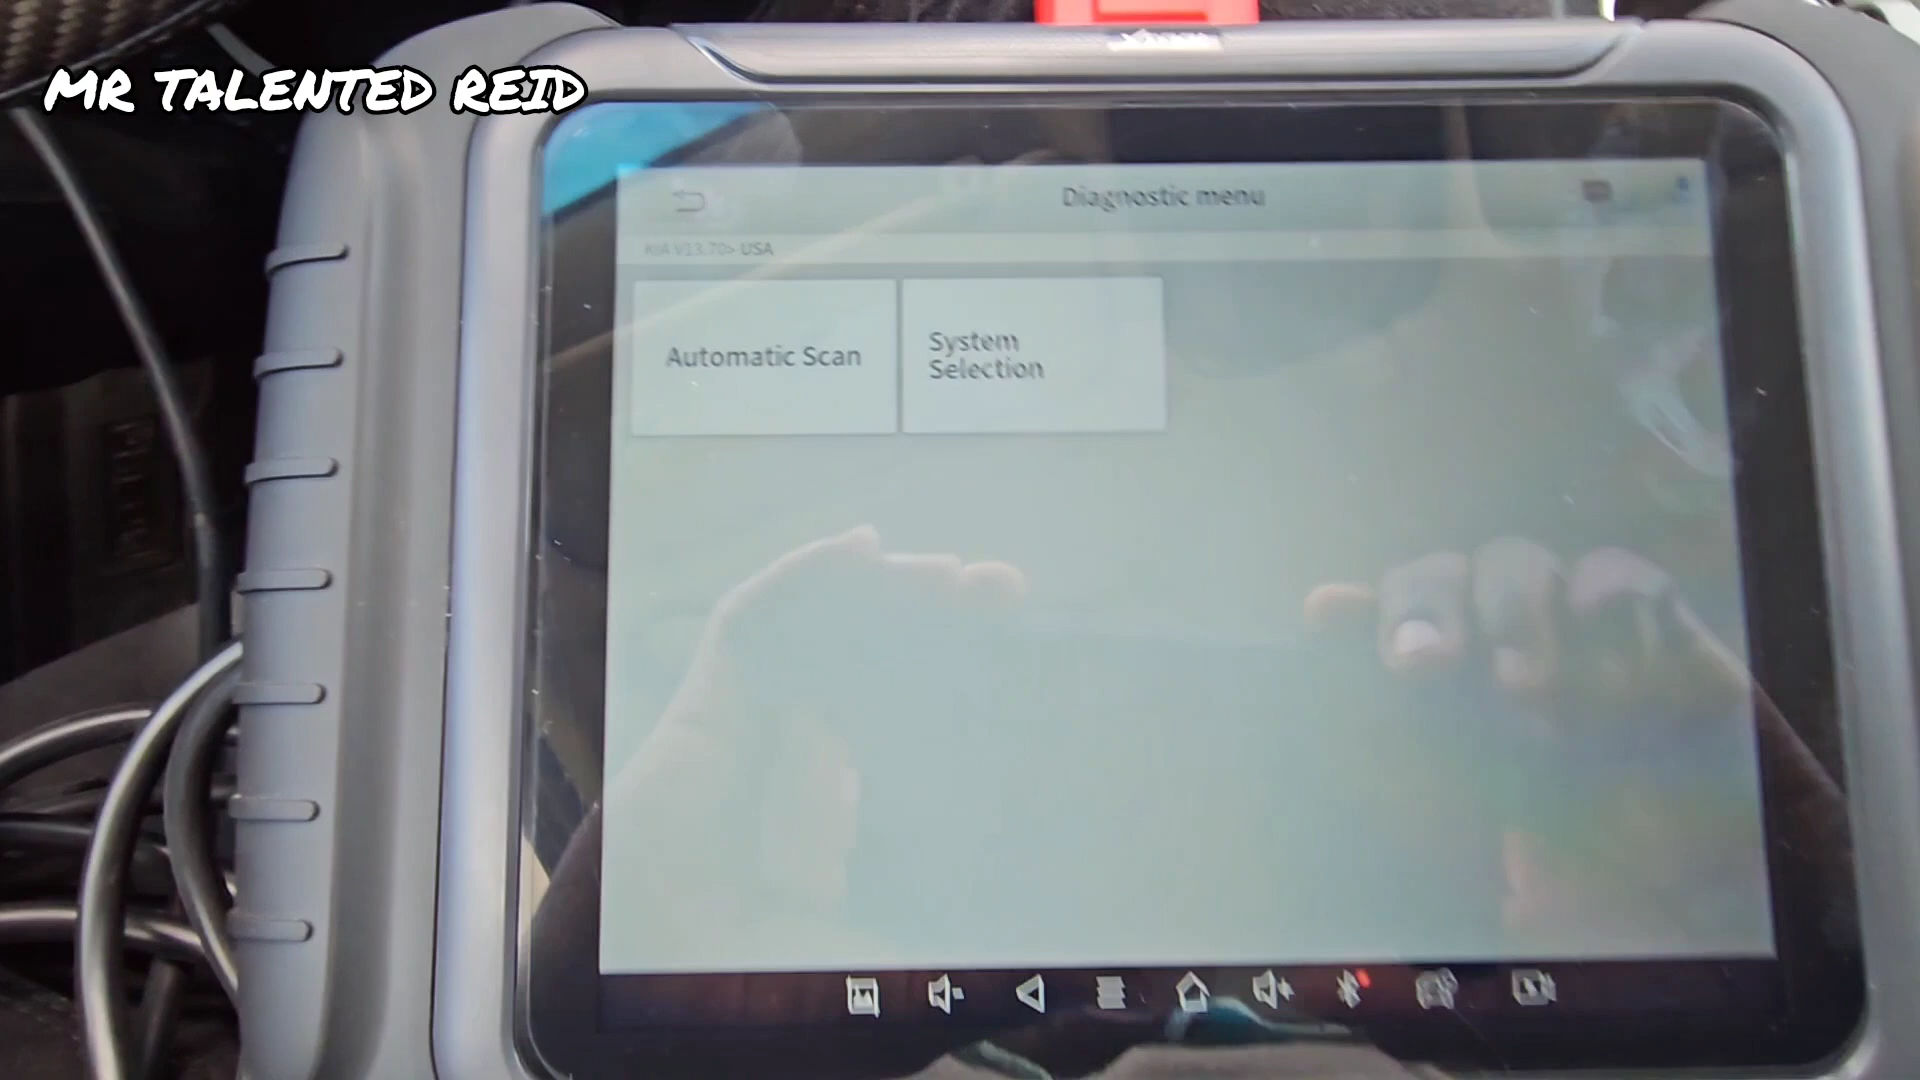 MR TALENTED REID
Diagnostic menu
KIA V13.70> USA
Automatic Scan
System
Selection